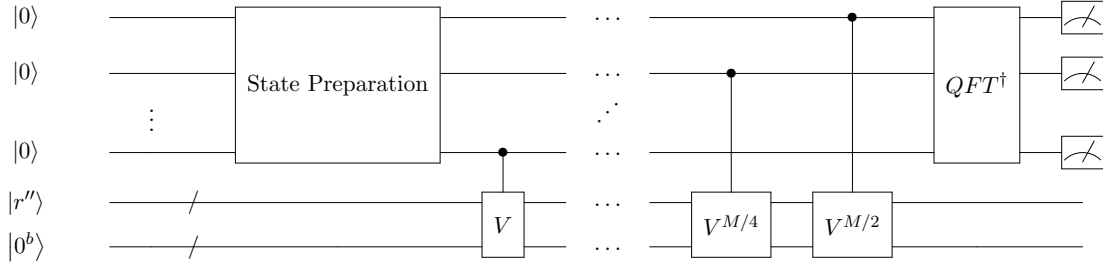 |0⟩ ⋯
|0⟩ State Preparation ⋯ QFT†
⋮ ⋰
|0⟩ ⋯
|r″⟩ V ⋯ V^{M/4} V^{M/2}
|0^b⟩ ⋯